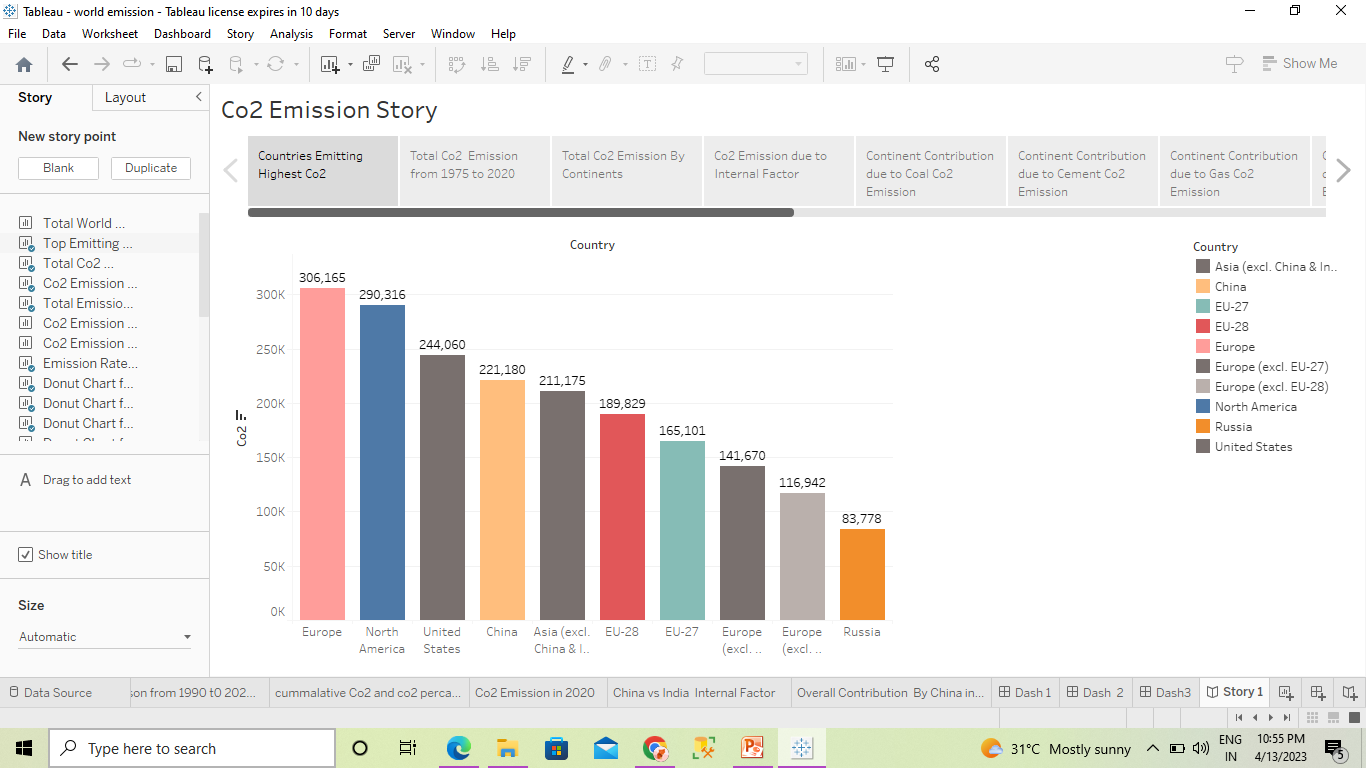 Tableau - world emission - Tableau license expires in 10 days
File Data Worksheet Dashboard Story Analysis Format Server Window Help
Show Me
Story Layout
New story point
Blank Duplicate
Total World ...
Top Emitting ...
Total Co2 ...
Co2 Emission ...
Total Emissio...
Co2 Emission ...
Co2 Emission ...
Emission Rate...
Donut Chart f...
Donut Chart f...
Donut Chart f...
A Drag to add text
Show title
Size
Automatic
Co2 Emission Story
Countries Emitting
Highest Co2
Total Co2 Emission
from 1975 to 2020
Total Co2 Emission By
Continents
Co2 Emission due to
Internal Factor
Continent Contribution
due to Coal Co2
Emission
Continent Contribution
due to Cement Co2
Emission
Continent Contribution
due to Gas Co2
Emission
Country
Co2
300K
250K
200K
150K
100K
50K
0K
306,165
290,316
244,060
221,180
211,175
189,829
165,101
141,670
116,942
83,778
Europe
North
America
United
States
China
Asia (excl.
China & I..
EU-28
EU-27
Europe
(excl. ..
Europe
(excl. ..
Russia
Country
Asia (excl. China & In..
China
EU-27
EU-28
Europe
Europe (excl. EU-27)
Europe (excl. EU-28)
North America
Russia
United States
Data Source son from 1990 t0 202... cummalative Co2 and co2 perca... Co2 Emission in 2020 China vs India Internal Factor Overall Contribution By China in... Dash 1 Dash 2 Dash3 Story 1
Type here to search
31°C Mostly sunny
ENG
IN
10:55 PM
4/13/2023
5